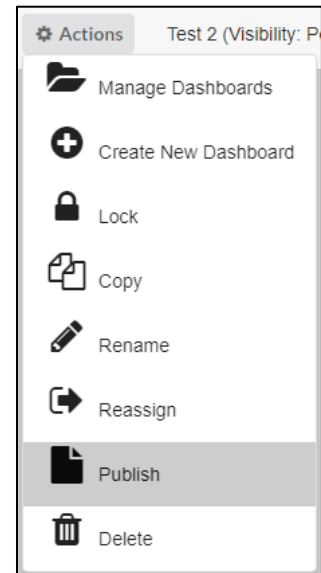 Actions Test 2 (Visibility:
Manage Dashboards
Create New Dashboard
Lock
Copy
Rename
Reassign
Publish
Delete